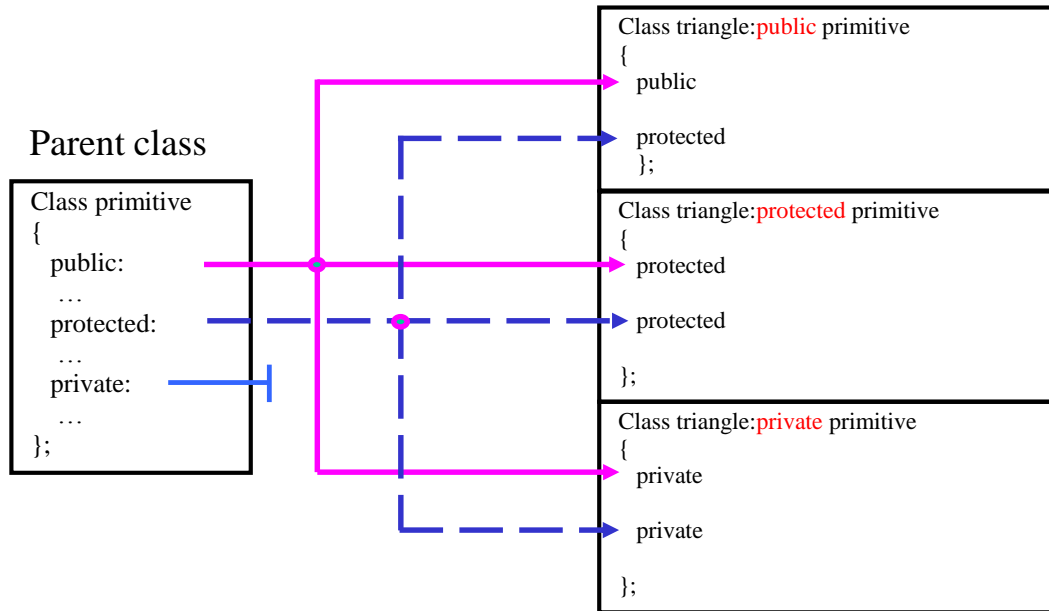 Parent class
Class primitive
{
public:
…
protected:
…
private:
…
};
Class triangle:public primitive
{
public
protected
};
Class triangle:protected primitive
{
protected
protected
};
Class triangle:private primitive
{
private
private
};